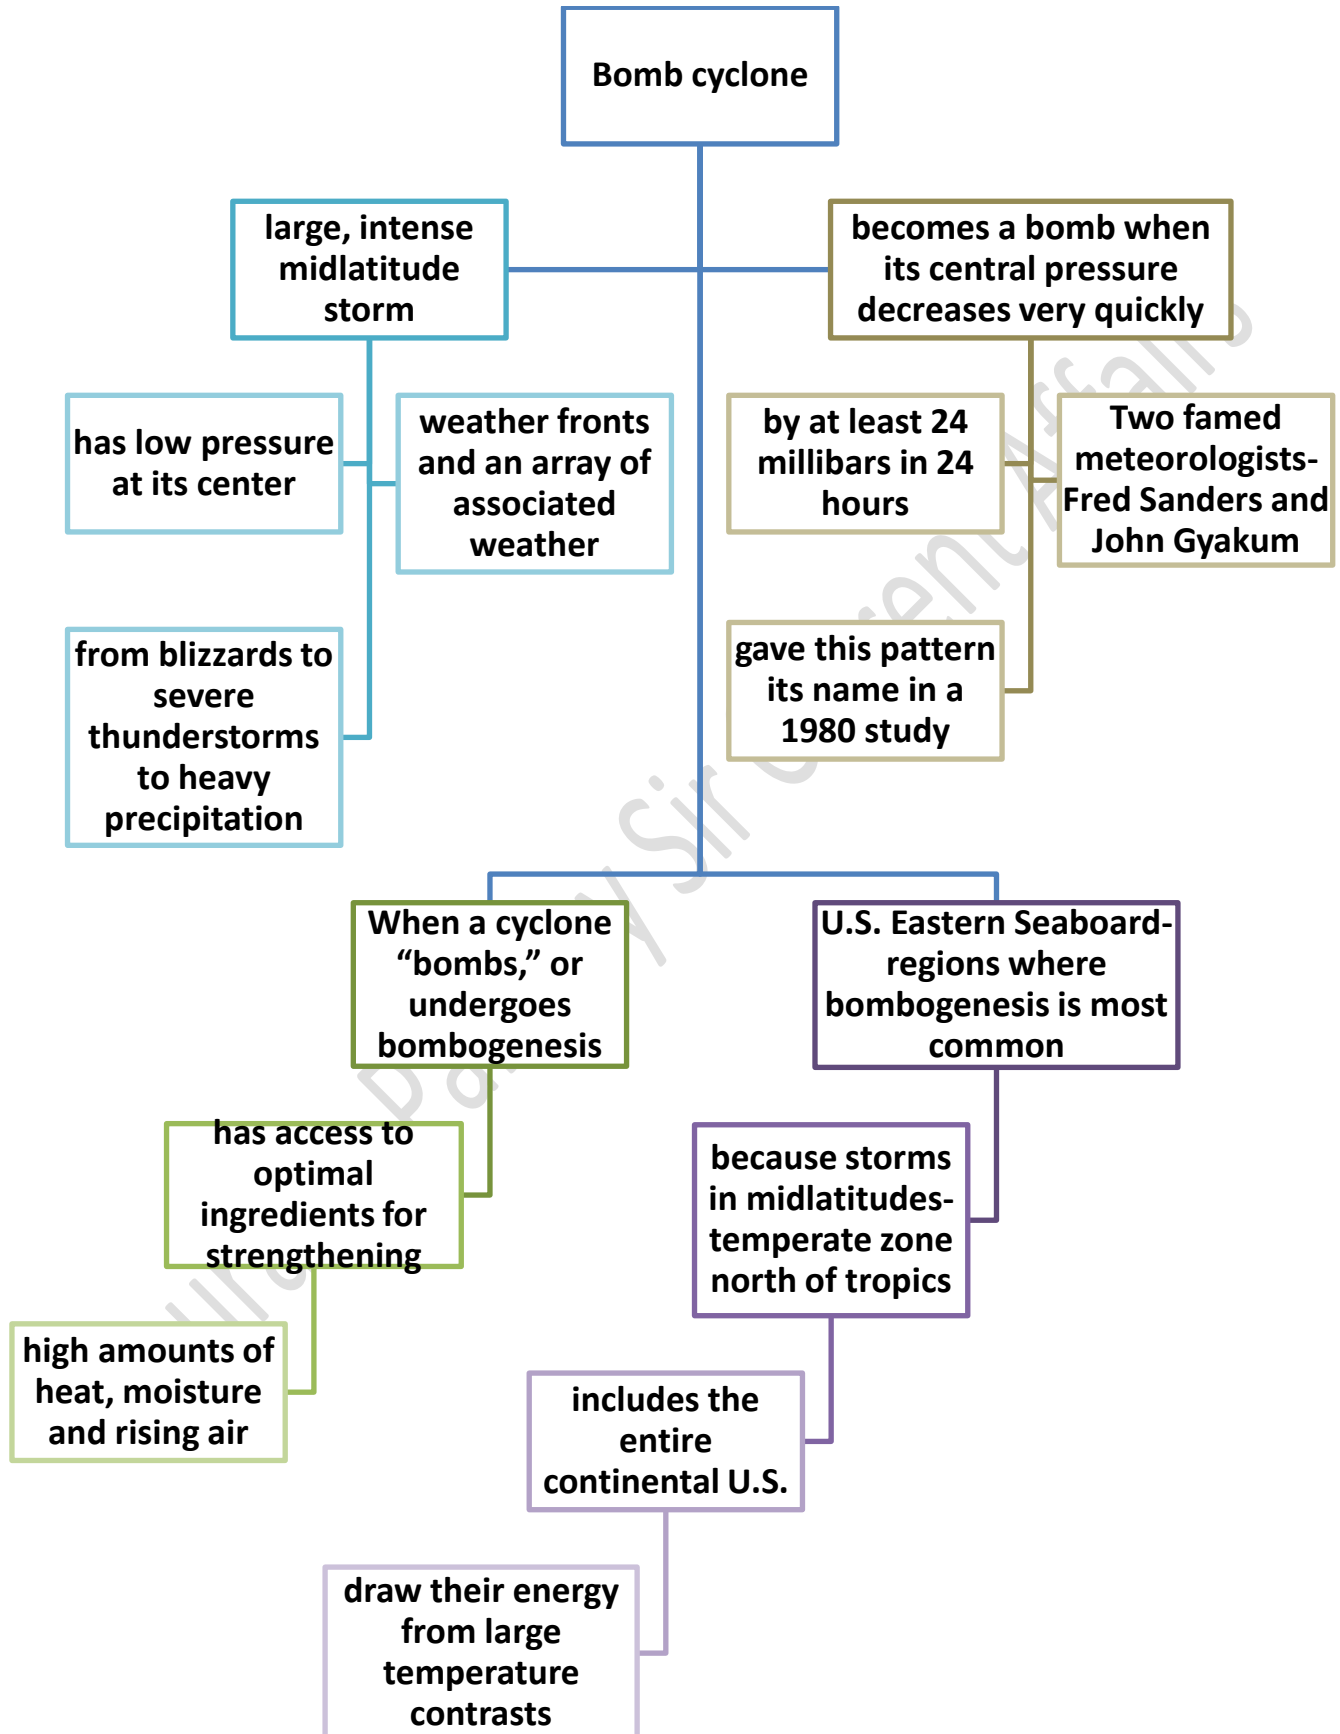 Bomb cyclone
large, intense
midlatitude
storm
becomes a bomb when
its central pressure
decreases very quickly
has low pressure
at its center
weather fronts
and an array of
associated
weather
by at least 24
millibars in 24
hours
Two famed
meteorologists-
Fred Sanders and
John Gyakum
from blizzards to
severe
thunderstorms
to heavy
precipitation
gave this pattern
its name in a
1980 study
When a cyclone
“bombs,” or
undergoes
bombogenesis
U.S. Eastern Seaboard-
regions where
bombogenesis is most
common
has access to
optimal
ingredients for
strengthening
because storms
in midlatitudes-
temperate zone
north of tropics
high amounts of
heat, moisture
and rising air
includes the
entire
continental U.S.
draw their energy
from large
temperature
contrasts
Sir